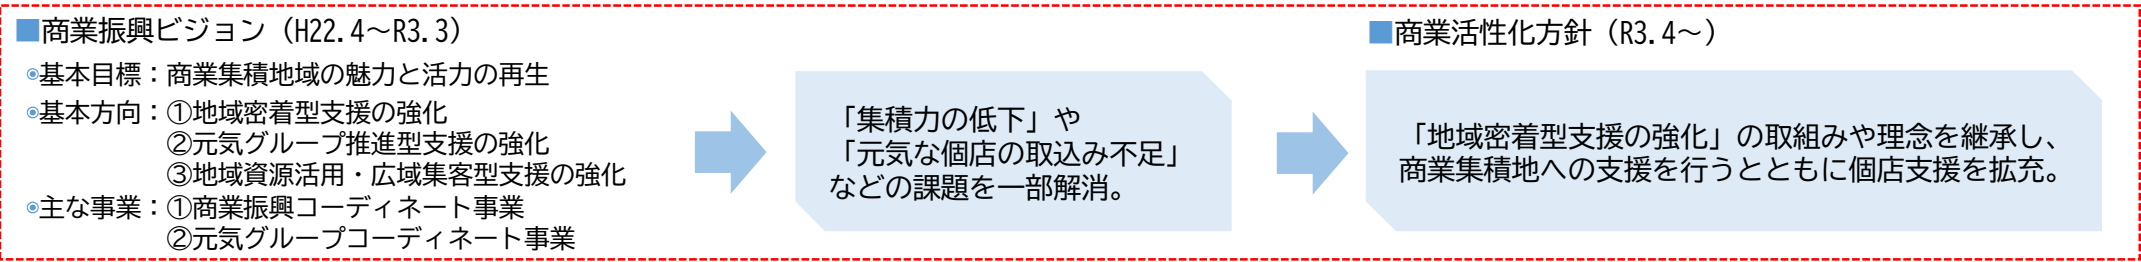 ■商業振興ビジョン（H22.4～R3.3）
◉基本目標：商業集積地域の魅力と活力の再生
◉基本方向：①地域密着型支援の強化
②元気グループ推進型支援の強化
③地域資源活用・広域集客型支援の強化
◉主な事業：①商業振興コーディネート事業
②元気グループコーディネート事業
「集積力の低下」や
「元気な個店の取込み不足」
などの課題を一部解消。
■商業活性化方針（R3.4～）
「地域密着型支援の強化」の取組みや理念を継承し、
商業集積地への支援を行うとともに個店支援を拡充。